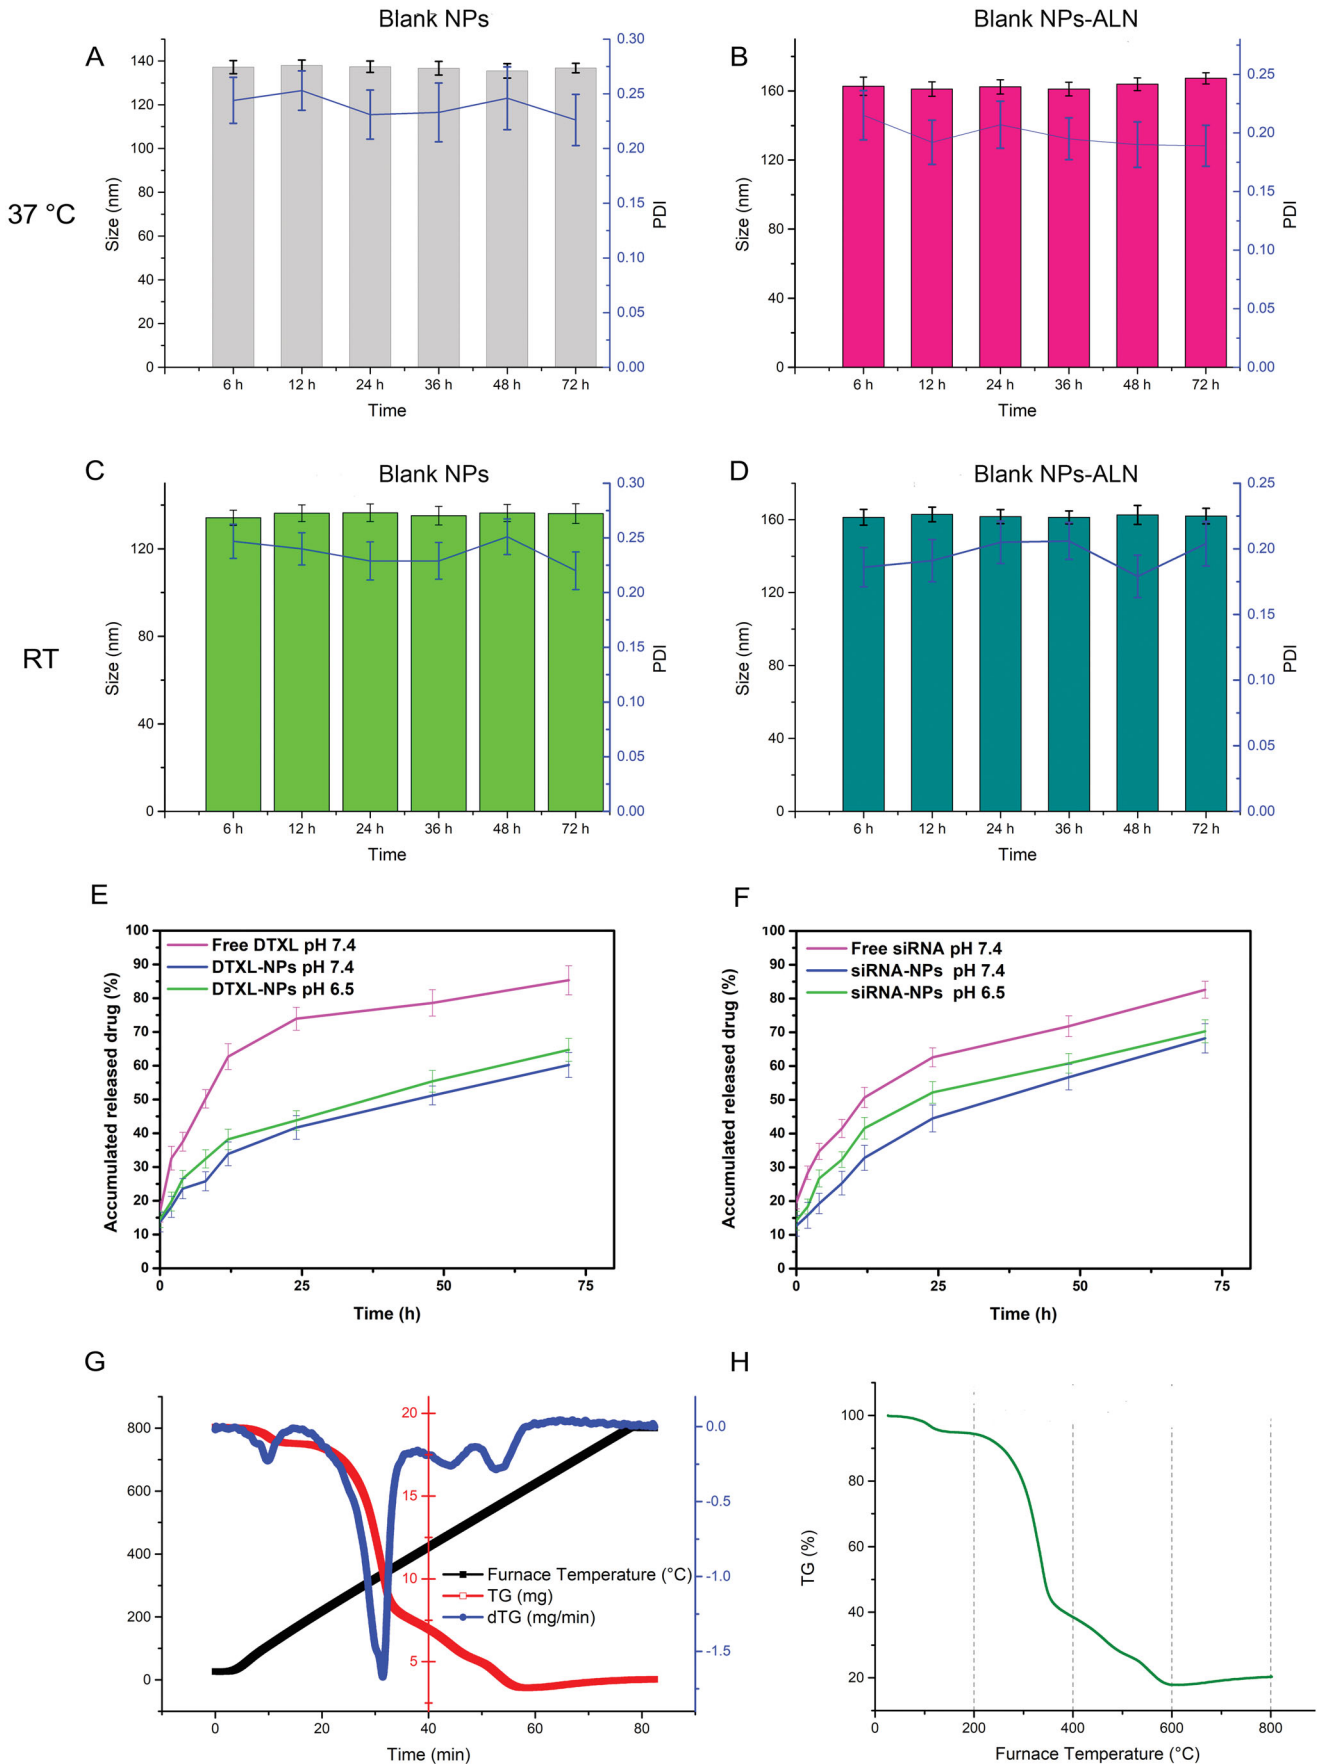 Blank NPs
Blank NPs-ALN
A
B
37 °C
Size (nm)
140
120
100
80
60
40
20
0
0.30
0.25
0.20
0.15
0.10
0.05
0.00
PDI
6 h 12 h 24 h 36 h 48 h 72 h
Time
Size (nm)
160
120
80
40
0
0.25
0.20
0.15
0.10
0.05
0.00
PDI
6 h 12 h 24 h 36 h 48 h 72 h
Time
C
Blank NPs
D
Blank NPs-ALN
RT
Size (nm)
120
80
40
0
0.30
0.25
0.20
0.15
0.10
0.05
0.00
PDI
6 h 12 h 24 h 36 h 48 h 72 h
Time
Size (nm)
160
120
80
40
0
0.25
0.20
0.15
0.10
0.05
0.00
PDI
6 h 12 h 24 h 36 h 48 h 72 h
Time
E
Accumulated released drug (%)
100
90
80
70
60
50
40
30
20
10
0
Free DTXL pH 7.4
DTXL-NPs pH 7.4
DTXL-NPs pH 6.5
0 25 50 75
Time (h)
F
Accumulated released drug (%)
100
90
80
70
60
50
40
30
20
10
0
Free siRNA pH 7.4
siRNA-NPs pH 7.4
siRNA-NPs pH 6.5
0 25 50 75
Time (h)
G
800
600
400
200
0
20
15
10
5
0.0
-0.5
-1.0
-1.5
Furnace Temperature (°C)
TG (mg)
dTG (mg/min)
0 20 40 60 80
Time (min)
H
TG (%)
100
80
60
40
20
0 200 400 600 800
Furnace Temperature (°C)